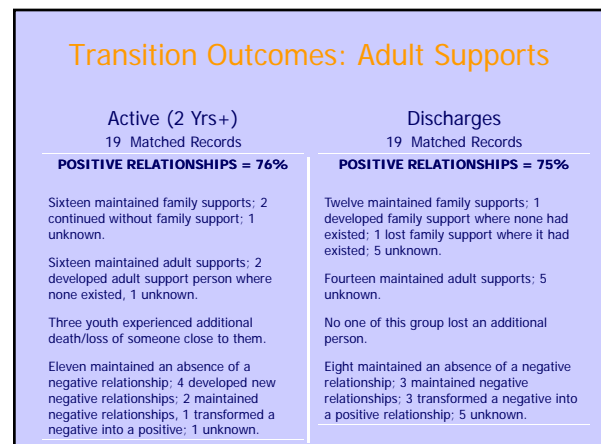 Transition Outcomes: Adult Supports
Active (2 Yrs+)
19 Matched Records
POSITIVE RELATIONSHIPS = 76%
Sixteen maintained family supports; 2
continued without family support; 1
unknown.
Sixteen maintained adult supports; 2
developed adult support person where
none existed, 1 unknown.
Three youth experienced additional
death/loss of someone close to them.
Eleven maintained an absence of a
negative relationship; 4 developed new
negative relationships; 2 maintained
negative relationships, 1 transformed a
negative into a positive; 1 unknown.
Discharges
19 Matched Records
POSITIVE RELATIONSHIPS = 75%
Twelve maintained family supports; 1
developed family support where none had
existed; 1 lost family support where it had
existed; 5 unknown.
Fourteen maintained adult supports; 5
unknown.
No one of this group lost an additional
person.
Eight maintained an absence of a negative
relationship; 3 maintained negative
relationships; 3 transformed a negative into
a positive relationship; 5 unknown.